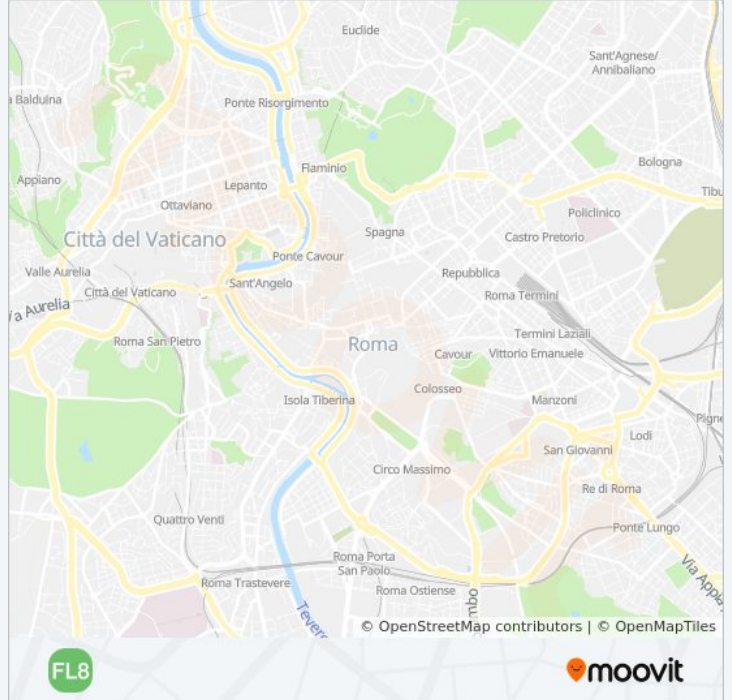 Euclide
Sant'Agnese/
Annibaliano
a Balduina
Ponte Risorgimento
Bologna
Flaminio
Appiano
Lepanto
Tibu
Ottaviano
Policlinico
Spagna
Castro Pretorio
Città del Vaticano
Ponte Cavour
Valle Aurelia
Repubblica
Sant'Angelo
Città del Vaticano
Roma Termini
a Aurelia
Termini Laziali
Roma San Pietro
Roma
Cavour
Vittorio Emanuele
Colosseo
Isola Tiberina
Manzoni
Pigne
Lodi
San Giovanni
Circo Massimo
Re di Roma
Quattro Venti
Ponte Lungo
Roma Porta
San Paolo
Via Appia
Roma Trastevere
Roma Ostiense
mbo
Tevere
© OpenStreetMap contributors | © OpenMapTiles
FL8
moovit